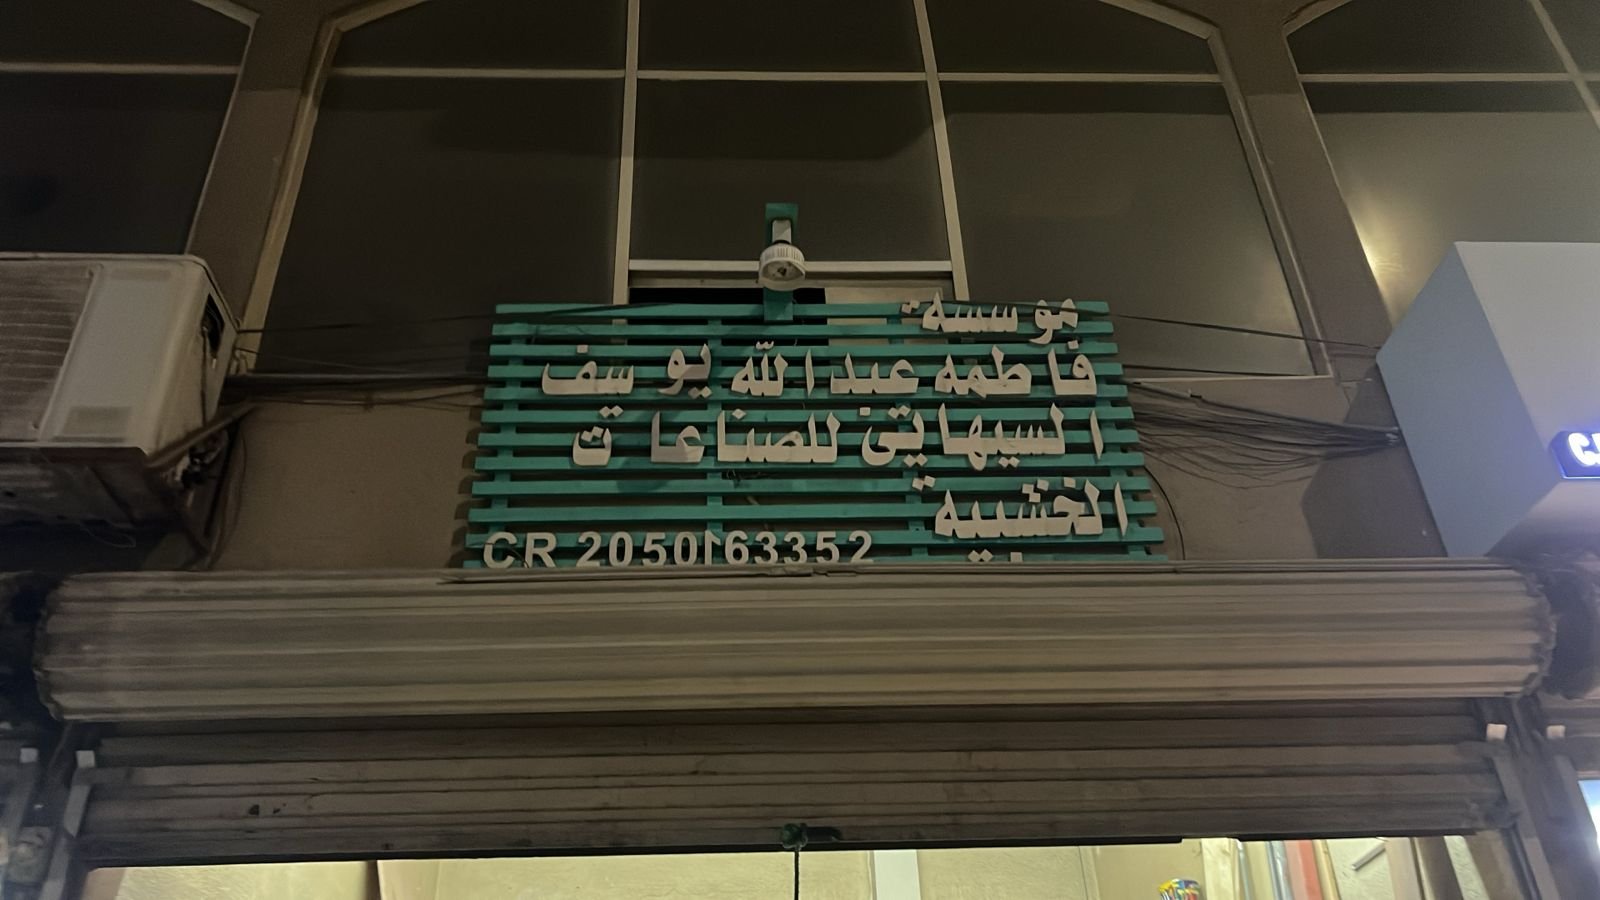 مؤسسة
فاطمه عبدالله يوسف
السيهاتي للصناعات
الخشبية
CR 2050163352